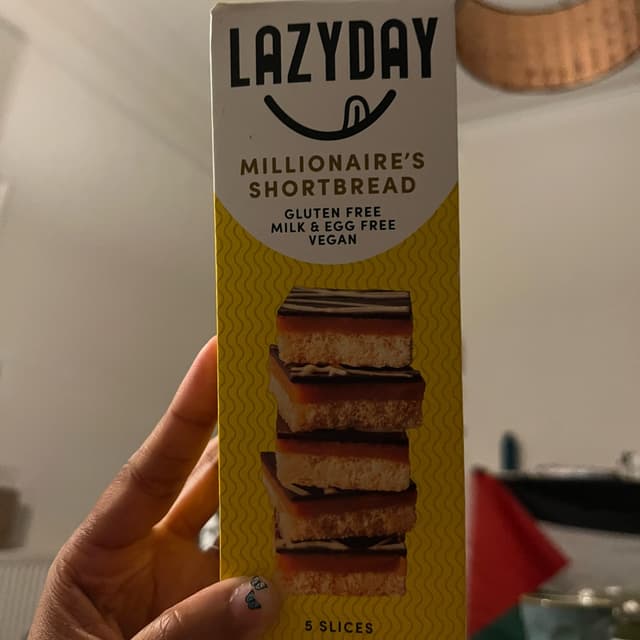 LAZYDAY
MILLIONAIRE'S
SHORTBREAD
GLUTEN FREE
MILK & EGG FREE
VEGAN
5 SLICES